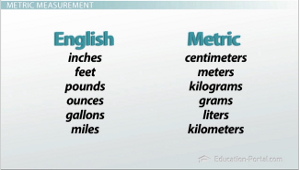 METRIC MEASUREMENT
English Metric
inches centimeters
feet meters
pounds kilograms
ounces grams
gallons liters
miles kilometers
Education-Portal.com